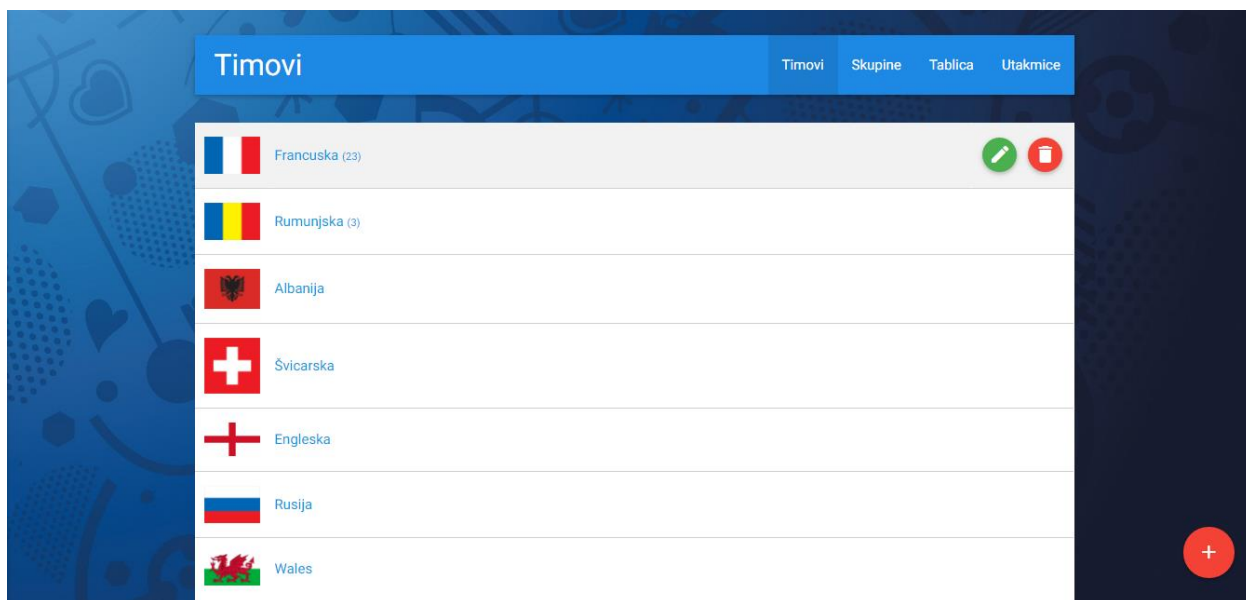 Timovi
Timovi Skupine Tablica Utakmice
Francuska (23)
Rumunjska (3)
Albanija
Švicarska
Engleska
Rusija
Wales